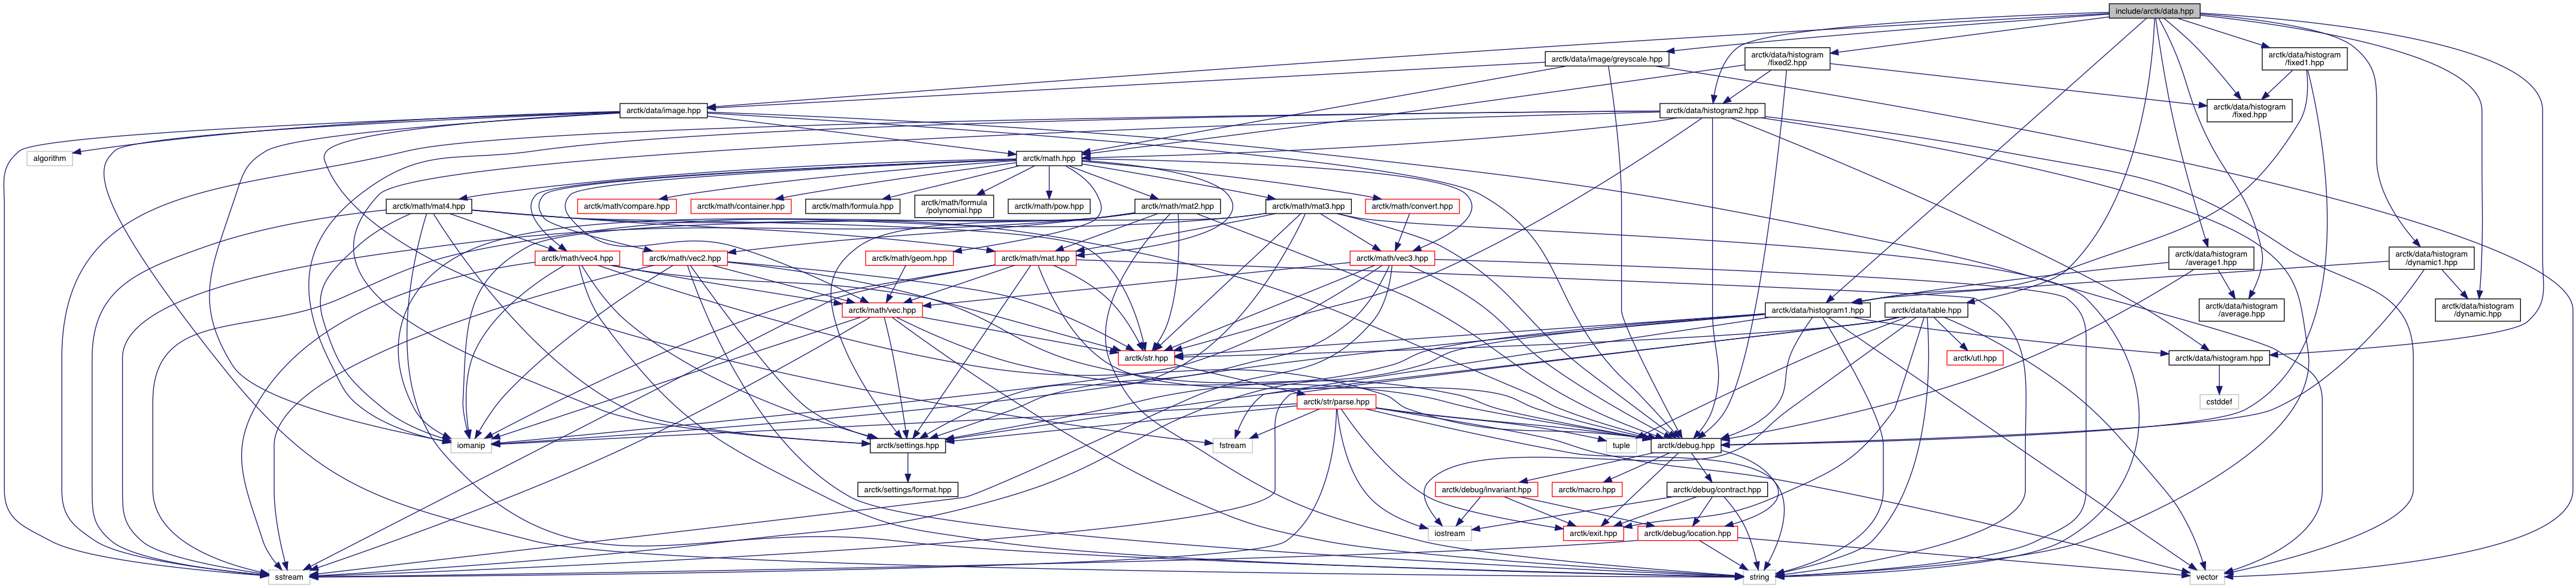 include/arctk/data.hpp
arctk/data/image/greyscale.hpp
arctk/data/histogram
/fixed2.hpp
arctk/data/histogram
/fixed1.hpp
arctk/data/image.hpp
arctk/data/histogram2.hpp
arctk/data/histogram
/fixed.hpp
algorithm
arctk/math.hpp
arctk/math/mat4.hpp
arctk/math/compare.hpp
arctk/math/container.hpp
arctk/math/formula.hpp
arctk/math/formula
/polynomial.hpp
arctk/math/pow.hpp
arctk/math/mat2.hpp
arctk/math/mat3.hpp
arctk/math/convert.hpp
arctk/math/vec4.hpp
arctk/math/vec2.hpp
arctk/math/geom.hpp
arctk/math/mat.hpp
arctk/math/vec3.hpp
arctk/data/histogram
/average1.hpp
arctk/data/histogram
/dynamic1.hpp
arctk/math/vec.hpp
arctk/data/histogram1.hpp
arctk/data/table.hpp
arctk/data/histogram
/average.hpp
arctk/data/histogram
/dynamic.hpp
arctk/str.hpp
arctk/utl.hpp
arctk/data/histogram.hpp
arctk/str/parse.hpp
cstddef
iomanip
arctk/settings.hpp
fstream
tuple
arctk/debug.hpp
arctk/settings/format.hpp
arctk/debug/invariant.hpp
arctk/macro.hpp
arctk/debug/contract.hpp
iostream
arctk/exit.hpp
arctk/debug/location.hpp
sstream
string
vector